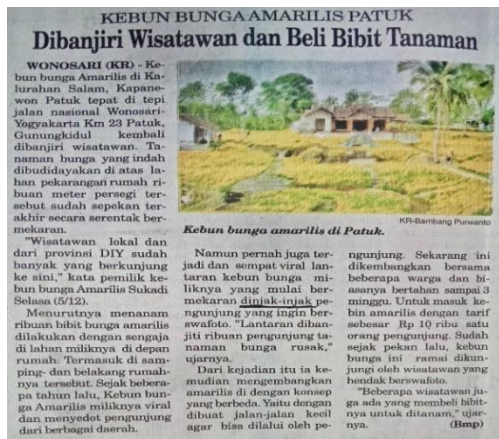 KEBUN BUNGA AMARILIS PATUK
Dibanjiri Wisatawan dan Beli Bibit Tanaman
WONOSARI (KR) - Ke-
bun bunga Amarilis di Ka-
lurahan Salam, Kapane-
won Patuk tepat di tepi
jalan nasional Wonosari-
Yogyakarta Km 23 Patuk,
Gunungkidul kembali
dibanjiri wisatawan. Ta-
naman bunga yang indah
dibudidayakan di atas la-
han pekarangan rumah ri-
buan meter persegi ter-
sebut sudah sepekan ter-
akhir secara serentak ber-
mekaran.
"Wisatawan lokal dan
dari provinsi DIY sudah
banyak yang berkunjung
ke sini," kata pemilik ke-
bun bunga Amarilis Sukadi
Selasa (5/12).
Menurutnya menanam
ribuan bibit bunga amarilis
dilakukan dengan sengaja
di lahan miliknya di depan
rumah. Termasuk di sam-
ping- dan belakang rumah-
nya tersebut. Sejak bebera-
pa tahun lalu, Kebun bun-
ga Amarilis miliknya viral
dan menyedot pengunjung
dari berbagai daerah.
KR-Bambang Purwanto
Kebun bunga amarilis di Patuk.
Namun pernah juga ter-
jadi dan sempat viral lan-
taran kebun bunga mi-
liknya yang mulai ber-
mekaran dinjak-injak pe-
ngunjung yang ingin ber-
swafoto. "Lantaran diban-
jiti ribuan pengunjung ta-
naman bunga rusak,"
ujarnya.
Dari kejadian itu ia ke-
mudian mengembangkan
amarilis di dengan konsep
yang berbeda. Yaitu dengan
dibuat jalan-jalan kecil
agar bisa dilalui oleh pe-
ngunjung. Sekarang ini
dikembangkan bersama
beberapa warga dan bi-
asanya bertahan sampai 3
minggu. Untuk masuk ke-
bin amarilis dengan tarif
sebesar Rp 10 ribu satu
orang pengunjung. Sudah
sejak pekan lalu, kebun
bunga ini ramai dikun-
jungi oleh wisatawan yang
hendak berswafoto.
"Beberapa wisatawan ju-
ga ada yang membeli bibit-
nya untuk ditanam," ujar-
nya. (Bmp)